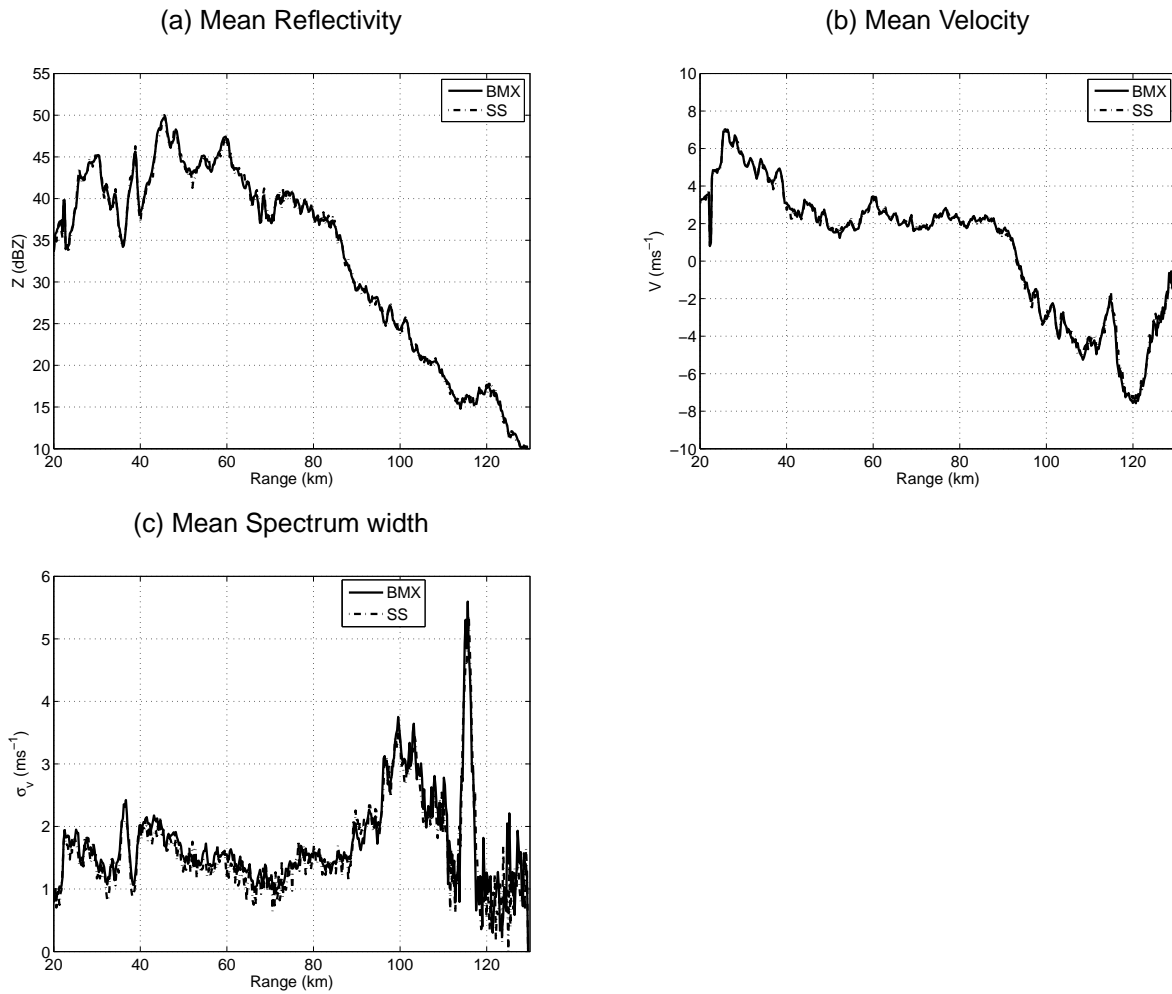 (a) Mean Reflectivity
55
50
45
40
35
30
25
20
15
10
Z (dBZ)
20 40 60 80 100 120
Range (km)
BMX
SS
(b) Mean Velocity
10
8
6
4
2
0
−2
−4
−6
−8
−10
V (ms⁻¹)
20 40 60 80 100 120
Range (km)
BMX
SS
(c) Mean Spectrum width
6
5
4
3
2
1
0
σᵥ (ms⁻¹)
20 40 60 80 100 120
Range (km)
BMX
SS